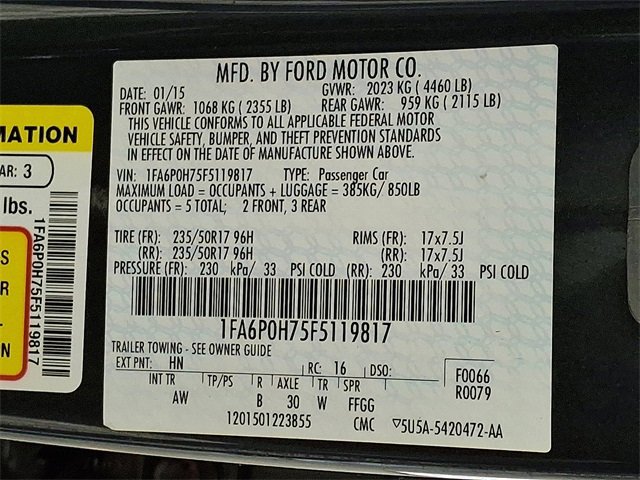 MFD. BY FORD MOTOR CO.
DATE: 01/15 GVWR: 2023 KG ( 4460 LB)
FRONT GAWR: 1068 KG ( 2355 LB) REAR GAWR: 959 KG ( 2115 LB)
THIS VEHICLE CONFORMS TO ALL APPLICABLE FEDERAL MOTOR
VEHICLE SAFETY, BUMPER, AND THEFT PREVENTION STANDARDS
IN EFFECT ON THE DATE OF MANUFACTURE SHOWN ABOVE.
VIN: 1FA6P0H75F5119817 TYPE: Passenger Car
MAXIMUM LOAD = OCCUPANTS + LUGGAGE = 385KG/ 850LB
OCCUPANTS = 5 TOTAL; 2 FRONT, 3 REAR
TIRE (FR): 235/50R17 96H RIMS (FR): 17x7.5J
(RR): 235/50R17 96H (RR): 17x7.5J
PRESSURE (FR): 230 kPa/ 33 PSI COLD (RR): 230 kPa/ 33 PSI COLD
1FA6P0H75F5119817
TRAILER TOWING - SEE OWNER GUIDE
EXT PNT: HN RC: 16 DSO: F0066
INT TR TP/PS R AXLE TR SPR R0079
AW B 30 W FFGG
1201501223855 CMC ▽5U5A-5420472-AA
MATION
AR: 3
lbs.
S
R
R
N
1FA6P0H75F5119817